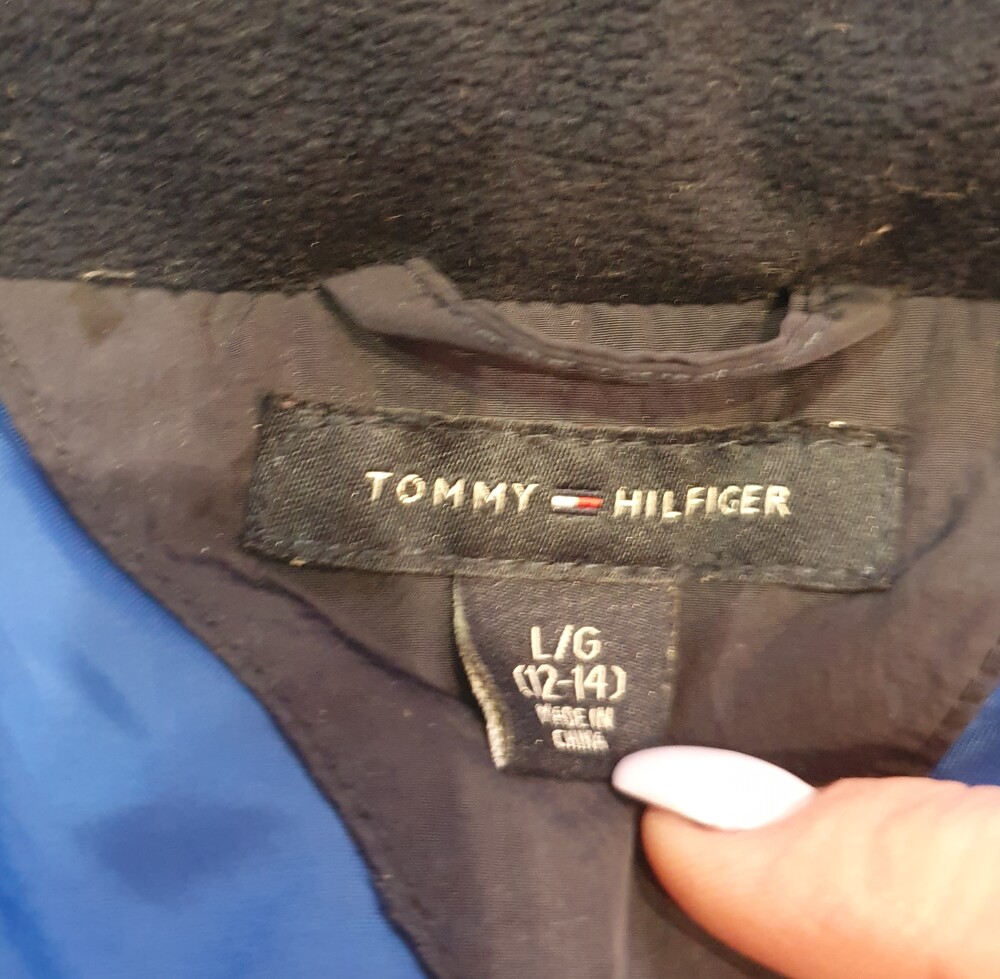 TOMMY HILFIGER
L/G
(12-14)
MADE IN
CHINA